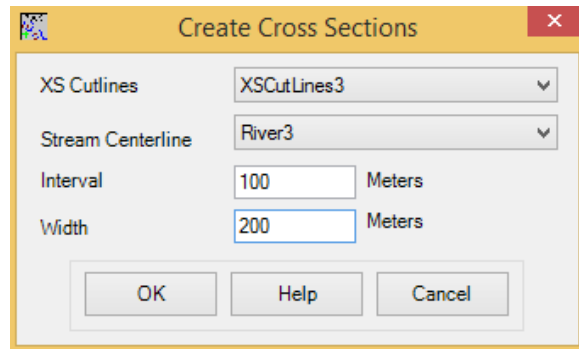 Create Cross Sections
XS Cutlines XSCutLines3
Stream Centerline River3
Interval 100 Meters
Width 200 Meters
OK Help Cancel